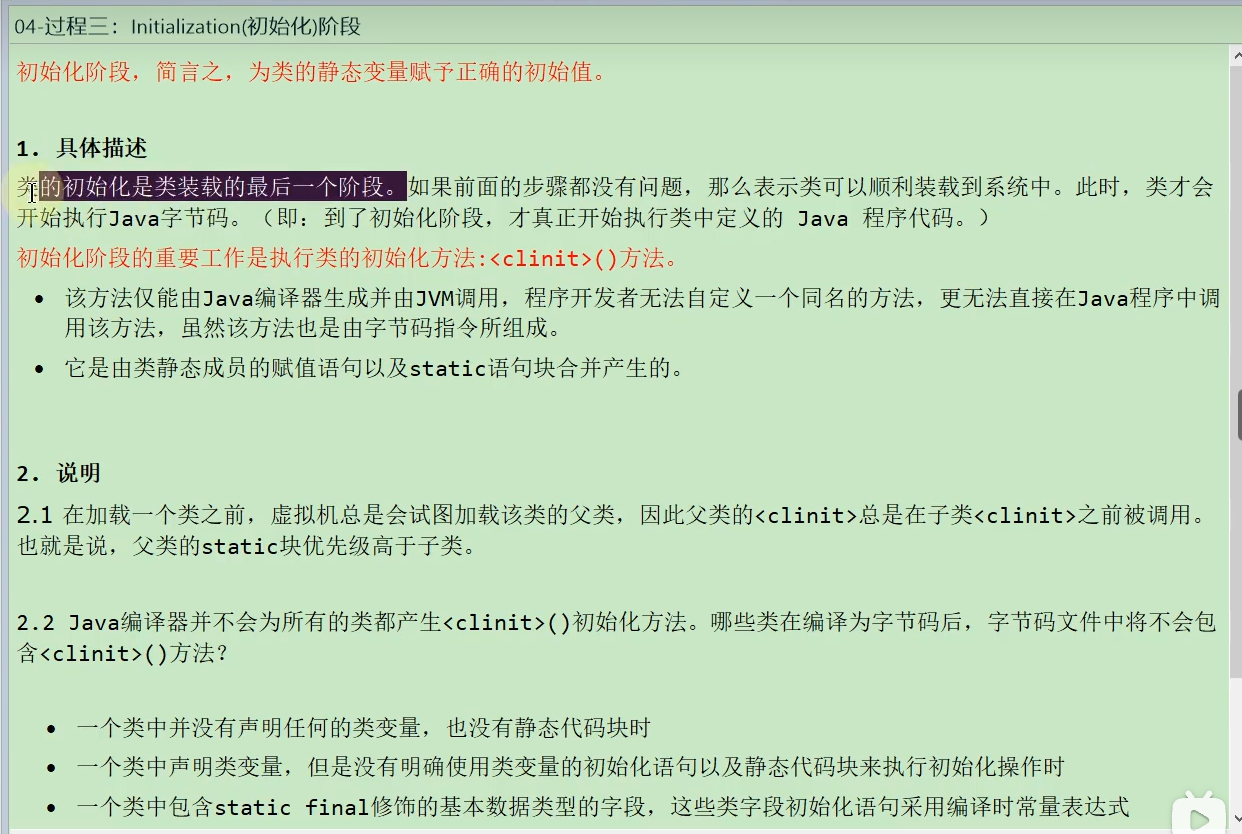 04-过程三：Initialization(初始化)阶段
初始化阶段，简言之，为类的静态变量赋予正确的初始值。
1. 具体描述
类的初始化是类装载的最后一个阶段。如果前面的步骤都没有问题，那么表示类可以顺利装载到系统中。此时，类才会
开始执行Java字节码。（即：到了初始化阶段，才真正开始执行类中定义的 Java 程序代码。）
初始化阶段的重要工作是执行类的初始化方法:<clinit>()方法。
• 该方法仅能由Java编译器生成并由JVM调用，程序开发者无法自定义一个同名的方法，更无法直接在Java程序中调
用该方法，虽然该方法也是由字节码指令所组成。
• 它是由类静态成员的赋值语句以及static语句块合并产生的。
2. 说明
2.1 在加载一个类之前，虚拟机总是会试图加载该类的父类，因此父类的<clinit>总是在子类<clinit>之前被调用。
也就是说，父类的static块优先级高于子类。
2.2 Java编译器并不会为所有的类都产生<clinit>()初始化方法。哪些类在编译为字节码后，字节码文件中将不会包
含<clinit>()方法？
• 一个类中并没有声明任何的类变量，也没有静态代码块时
• 一个类中声明类变量，但是没有明确使用类变量的初始化语句以及静态代码块来执行初始化操作时
• 一个类中包含static final修饰的基本数据类型的字段，这些类字段初始化语句采用编译时常量表达式